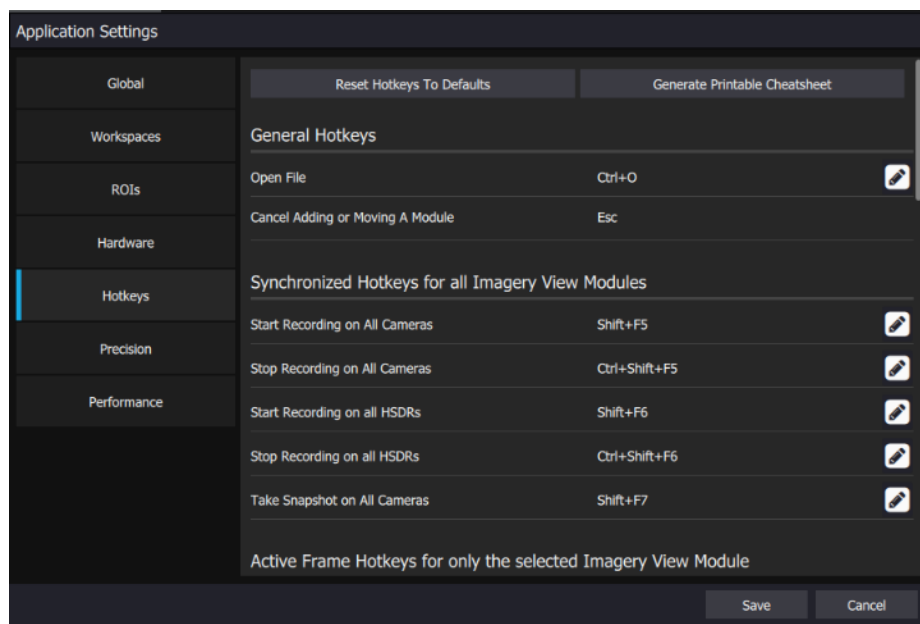 Application Settings
Global
Workspaces
ROIs
Hardware
Hotkeys
Precision
Performance
Reset Hotkeys To Defaults
Generate Printable Cheatsheet
General Hotkeys
Open File Ctrl+O
Cancel Adding or Moving A Module Esc
Synchronized Hotkeys for all Imagery View Modules
Start Recording on All Cameras Shift+F5
Stop Recording on All Cameras Ctrl+Shift+F5
Start Recording on all HSDRs Shift+F6
Stop Recording on all HSDRs Ctrl+Shift+F6
Take Snapshot on All Cameras Shift+F7
Active Frame Hotkeys for only the selected Imagery View Module
Save
Cancel